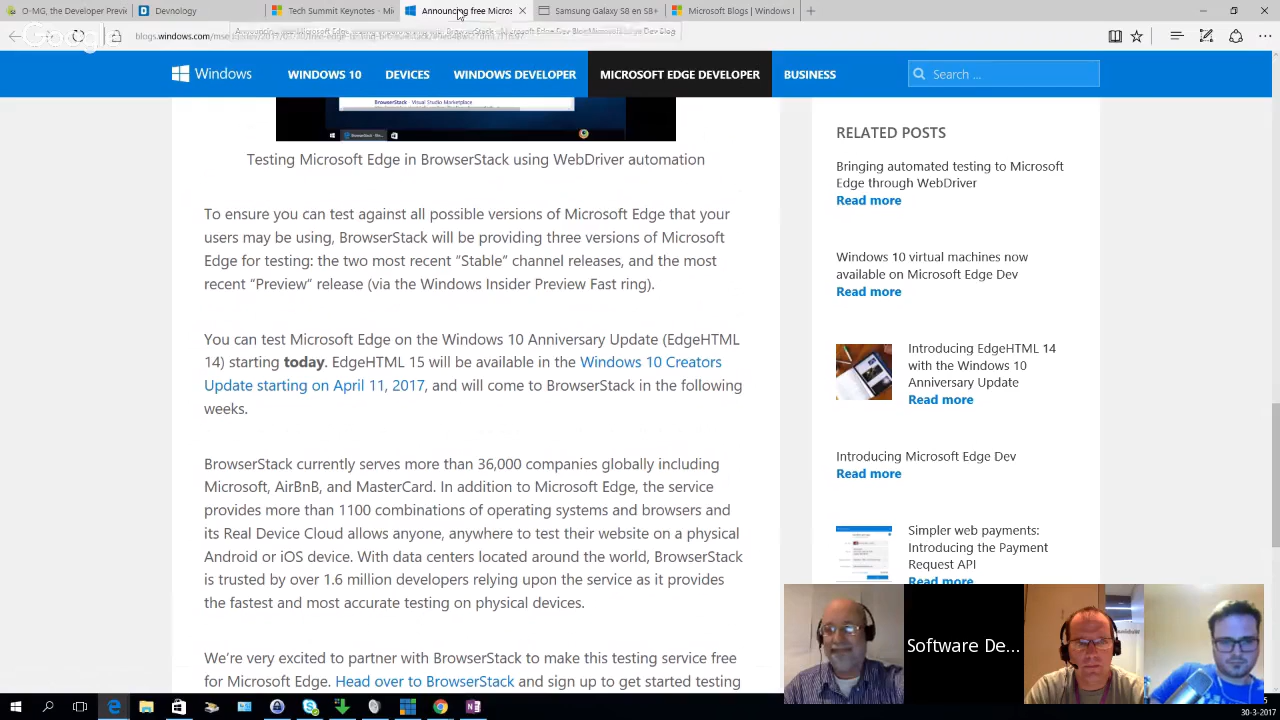 O-MG, the Developer Previe
Devnology
Tech Summit Keynotes - Mic
Announcing free Micros
Samsung Galaxy S8 en S8+
Microsoft Blogs | Windows I
blogs.windows.com/
Windows
WINDOWS 10
DEVICES
WINDOWS DEVELOPER
MICROSOFT EDGE DEVELOPER
BUSINESS
Search ...
BrowserStack - Visual Studio Marketplace
Testing Microsoft Edge in BrowserStack using WebDriver automation
To ensure you can test against all possible versions of Microsoft Edge that your
users may be using, BrowserStack will be providing three versions of Microsoft
Edge for testing: the two most recent “Stable” channel releases, and the most
recent “Preview” release (via the Windows Insider Preview Fast ring).
You can test Microsoft Edge on the Windows 10 Anniversary Update (EdgeHTML
14) starting today. EdgeHTML 15 will be available in the Windows 10 Creators
Update starting on April 11, 2017, and will come to BrowserStack in the following
weeks.
BrowserStack currently serves more than 36,000 companies globally including
Microsoft, AirBnB, and MasterCard. In addition to Microsoft Edge, the service
provides more than 1100 combinations of operating systems and browsers and
its Real Device Cloud allows anyone, anywhere to test their website on a physical
Android or iOS device. With data centers located around the world, BrowserStack
is trusted by over 1.6 million developers relying upon the service as it provides
the fastest and most accurate testing on physical devices.
We’re very excited to partner with BrowserStack to make this testing service free
for Microsoft Edge. Head over to BrowserStack and sign up to get started testing
RELATED POSTS
Bringing automated testing to Microsoft
Edge through WebDriver
Read more
Windows 10 virtual machines now
available on Microsoft Edge Dev
Read more
Introducing EdgeHTML 14
with the Windows 10
Anniversary Update
Read more
Introducing Microsoft Edge Dev
Read more
Simpler web payments:
Introducing the Payment
Request API
Read more
Software De...
30-3-2017